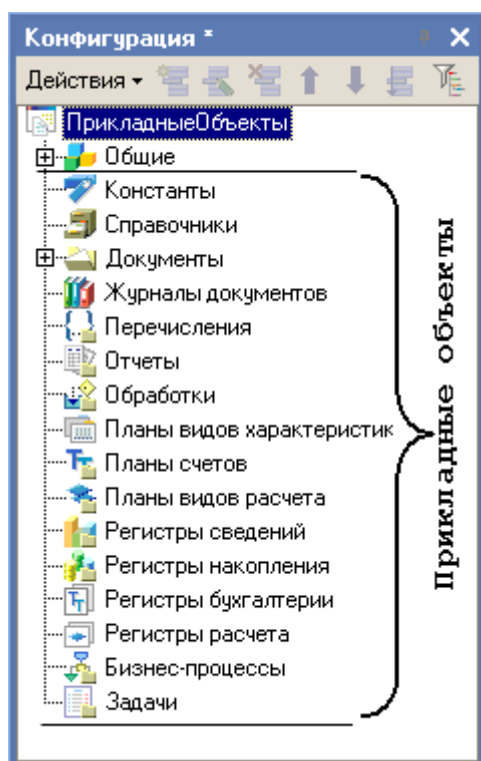 Конфигурация *
Действия
ПрикладныеОбъекты
Общие
Константы
Справочники
Документы
Журналы документов
Перечисления
Отчеты
Обработки
Планы видов характеристик
Планы счетов
Планы видов расчета
Регистры сведений
Регистры накопления
Регистры бухгалтерии
Регистры расчета
Бизнес-процессы
Задачи
Прикладные объекты